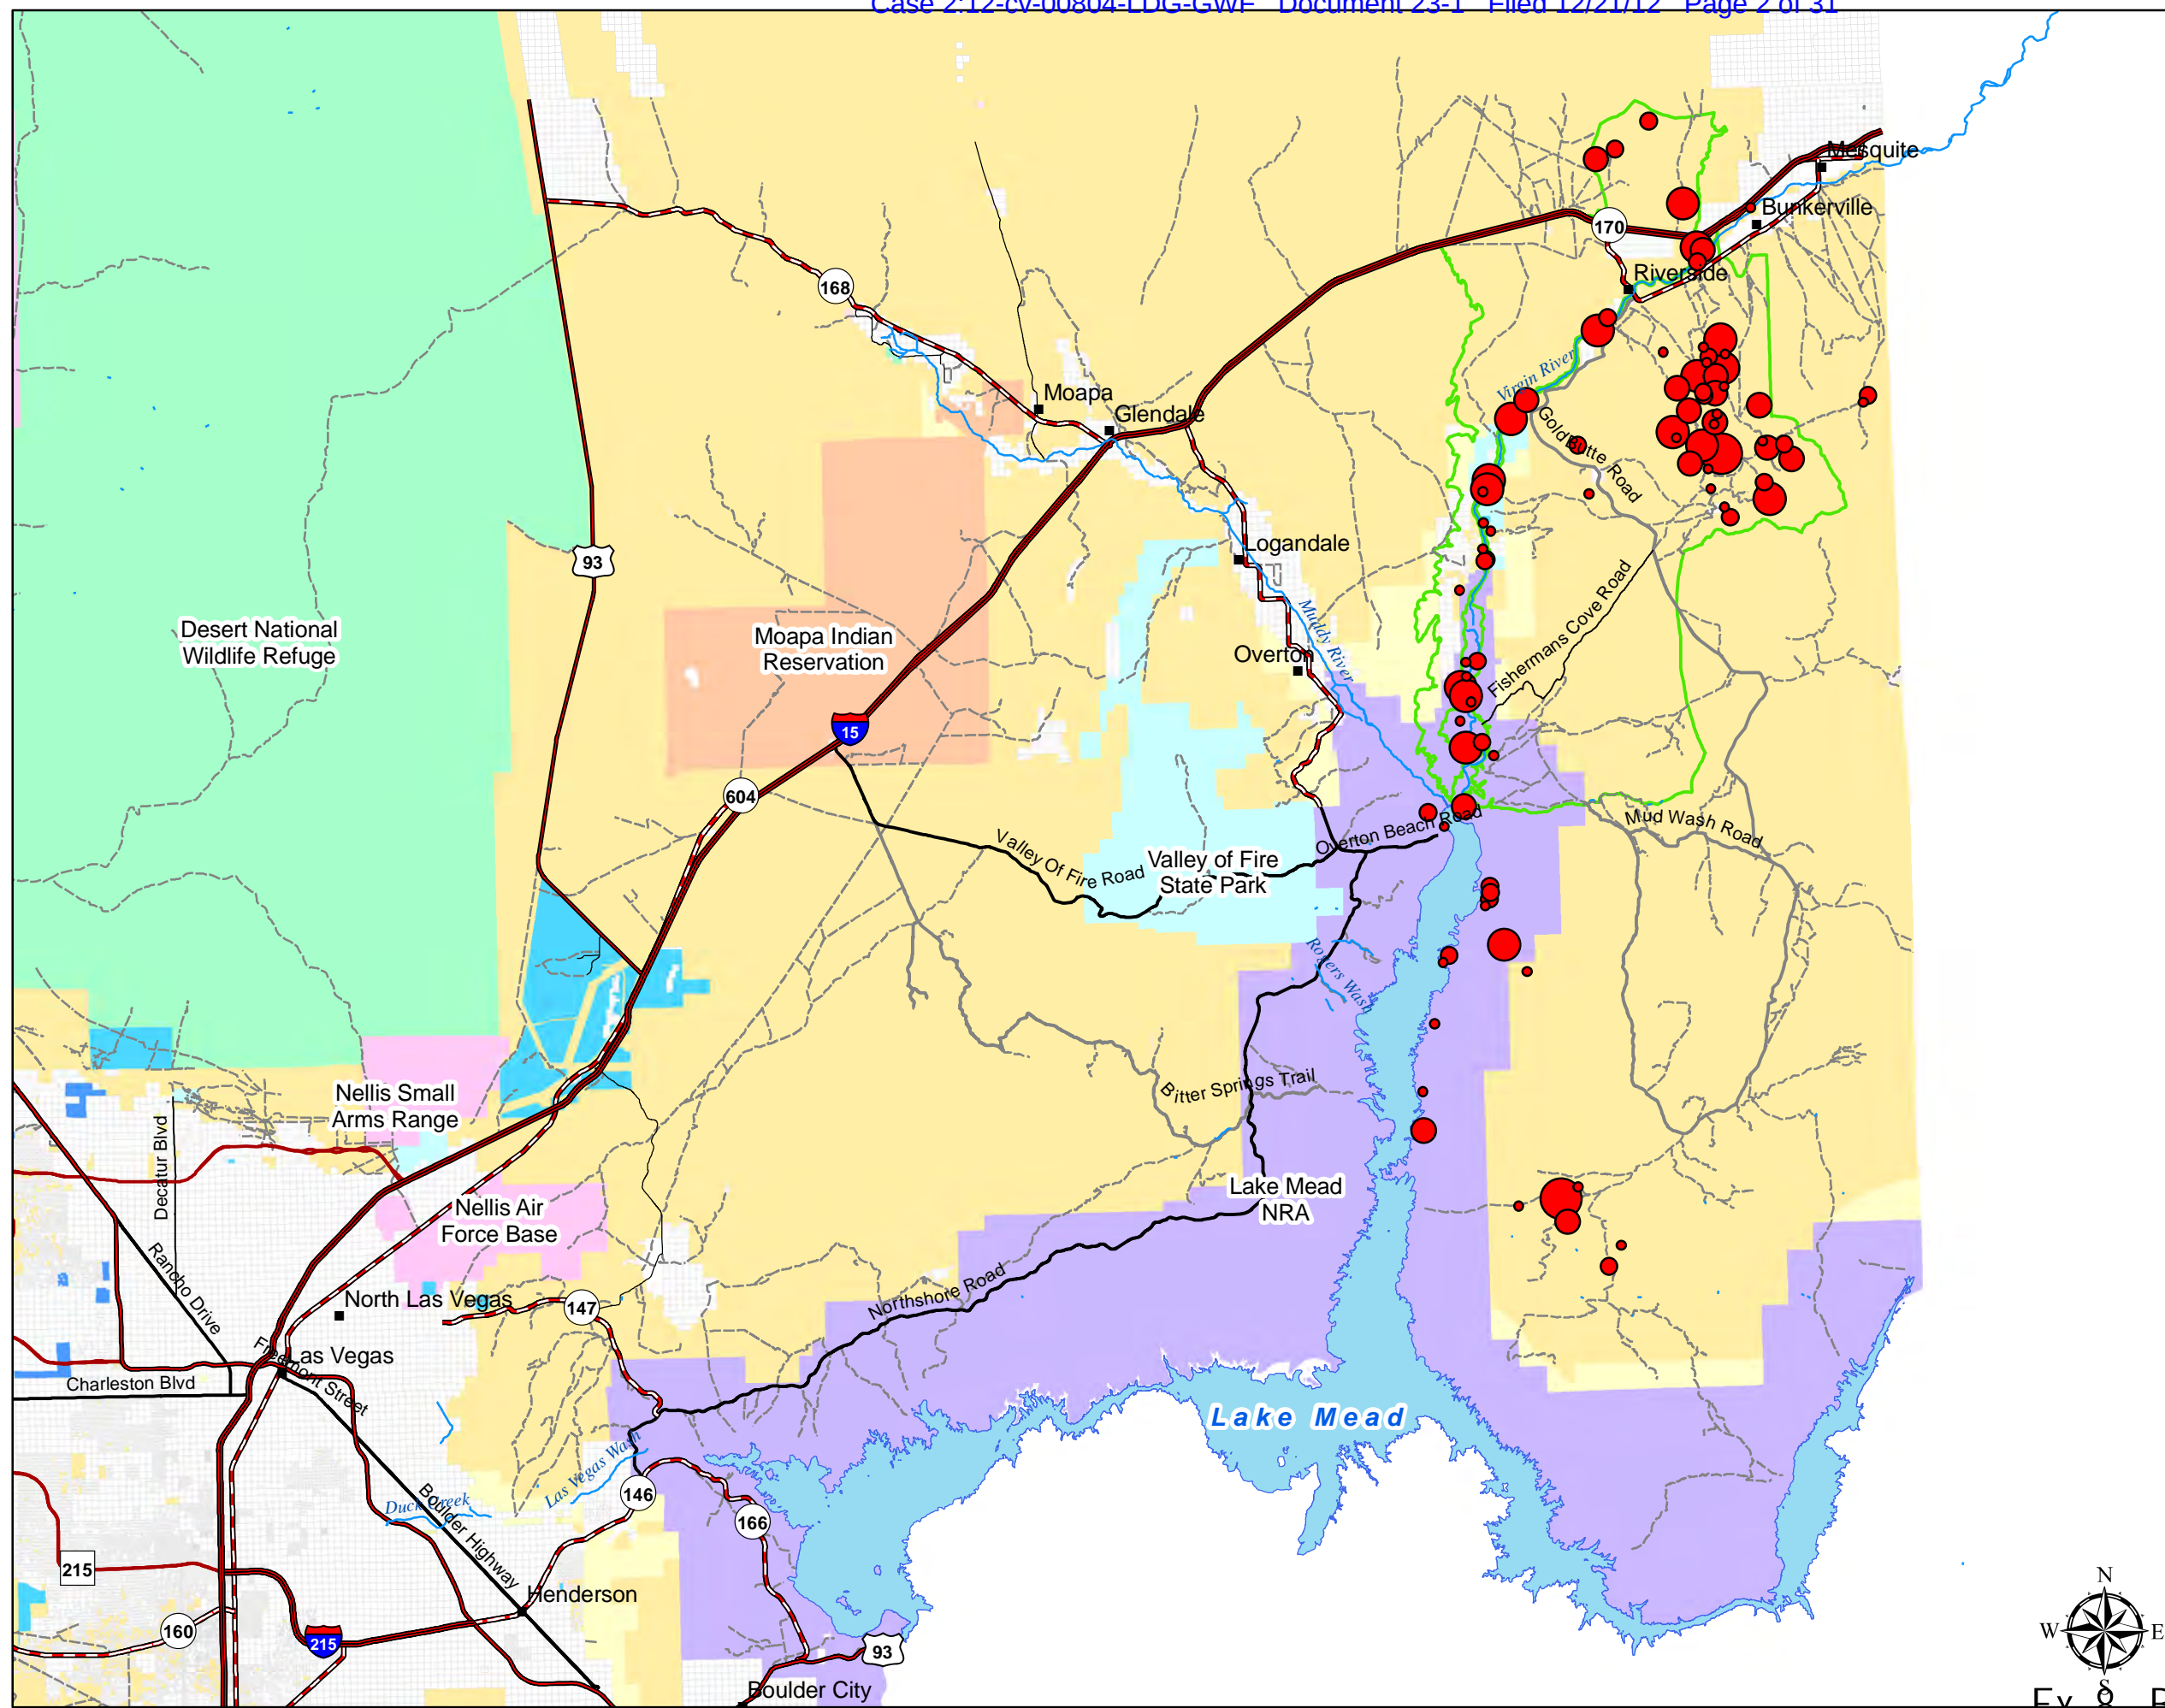 Case 2:12-cv-00804-LDG-GWF Document 23-1 Filed 12/21/12 Page 2 of 31
Mesquite
Bunkerville
170
Riverside
168
Virgin River
Moapa
Glendale
Gold Butte Road
93
Logandale
Fishermans Cove Road
Muddy River
Desert National
Wildlife Refuge
Moapa Indian
Reservation
Overton
15
604
Mud Wash Road
Overton Beach Road
Valley Of Fire Road
Valley of Fire
State Park
Rogers Wash
Bitter Springs Trail
Nellis Small
Arms Range
Decatur Blvd
Lake Mead
NRA
Nellis Air
Force Base
Rancho Drive
Northshore Road
North Las Vegas
147
Las Vegas
Fremont Street
Charleston Blvd
Lake Mead
Las Vegas Wash
146
Duck Creek
Boulder Highway
166
215
Henderson
160
215
93
Boulder City
N
W E
S
Ex. 8